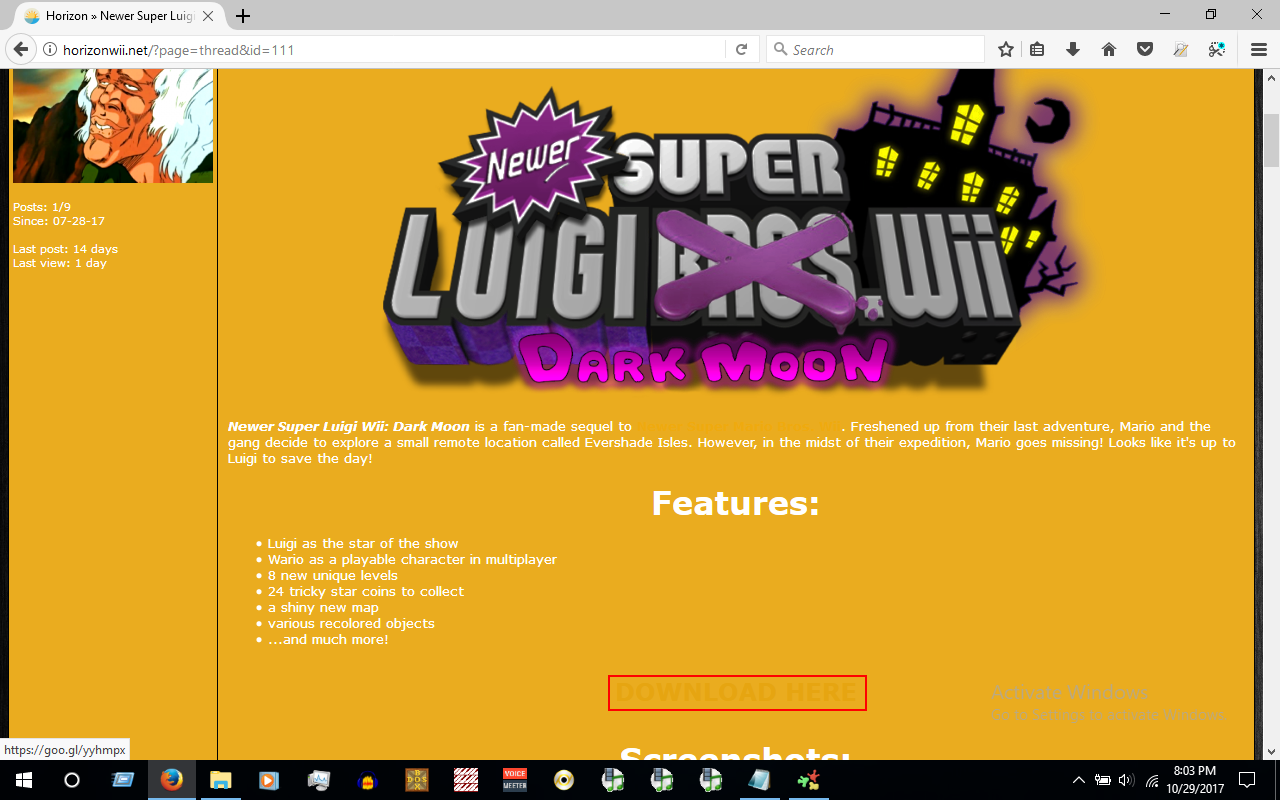 Horizon » Newer Super Luigi
horizonwii.net/?page=thread&id=111
Search
Newer
SUPER
LUIGI BROS.Wii
DARK MOON
Posts: 1/9
Since: 07-28-17
Last post: 14 days
Last view: 1 day
Newer Super Luigi Wii: Dark Moon is a fan-made sequel to . Freshened up from their last adventure, Mario and the
gang decide to explore a small remote location called Evershade Isles. However, in the midst of their expedition, Mario goes missing! Looks like it's up to
Luigi to save the day!
Features:
• Luigi as the star of the show
• Wario as a playable character in multiplayer
• 8 new unique levels
• 24 tricky star coins to collect
• a shiny new map
• various recolored objects
• ...and much more!
DOWNLOAD HERE
Activate Windows
Go to Settings to activate Windows.
Screenshots:
https://goo.gl/yyhmpx
VOICE
MEETER
8:03 PM
10/29/2017